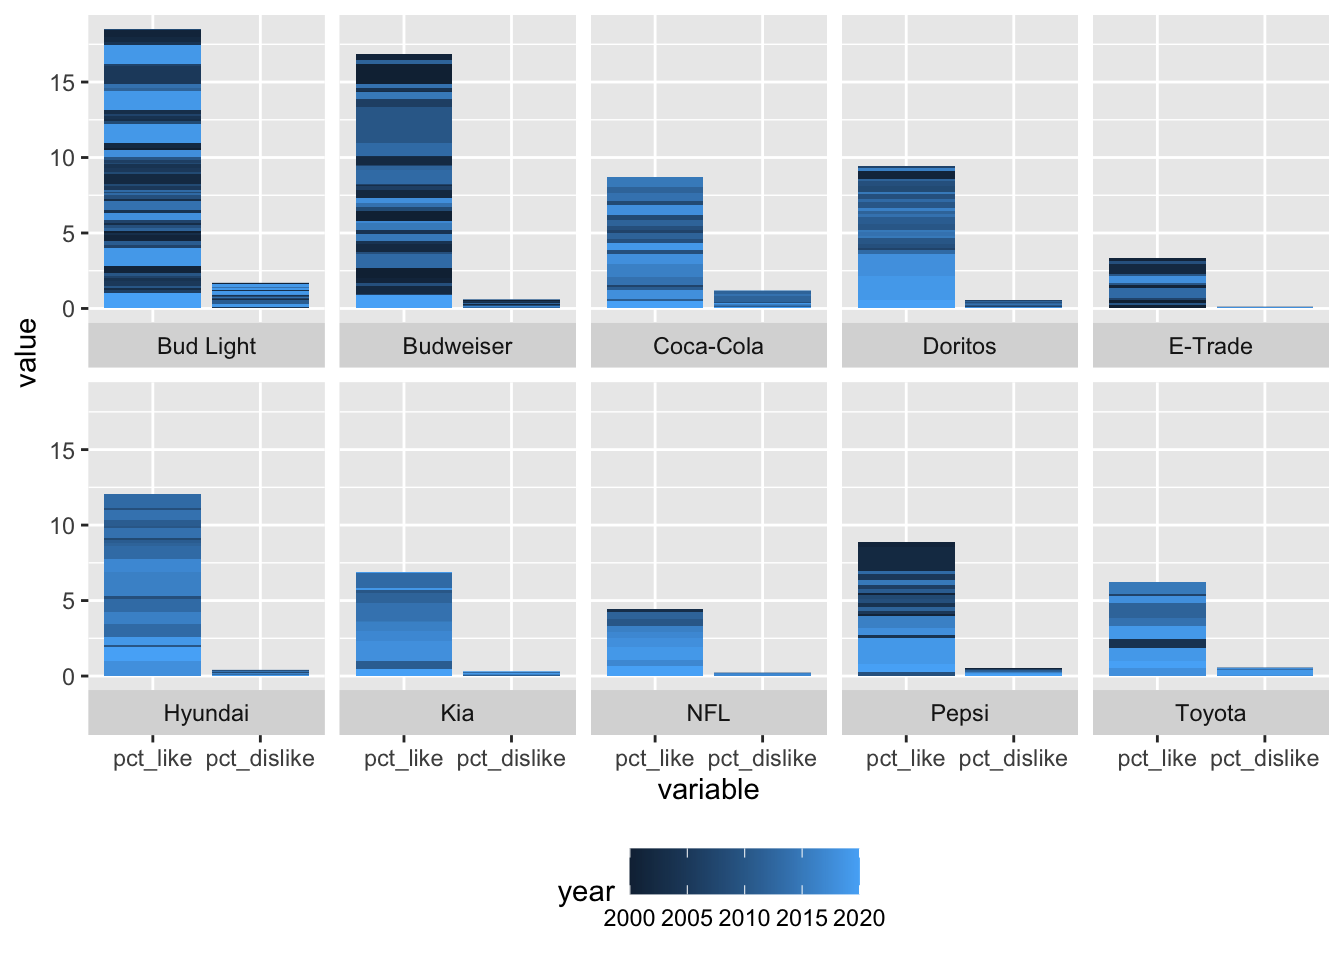 value
15
10
5
0
Bud Light Budweiser Coca-Cola Doritos E-Trade
15
10
5
0
Hyundai Kia NFL Pepsi Toyota
pct_like pct_dislike pct_like pct_dislike pct_like pct_dislike pct_like pct_dislike pct_like pct_dislike
variable
year
2000 2005 2010 2015 2020